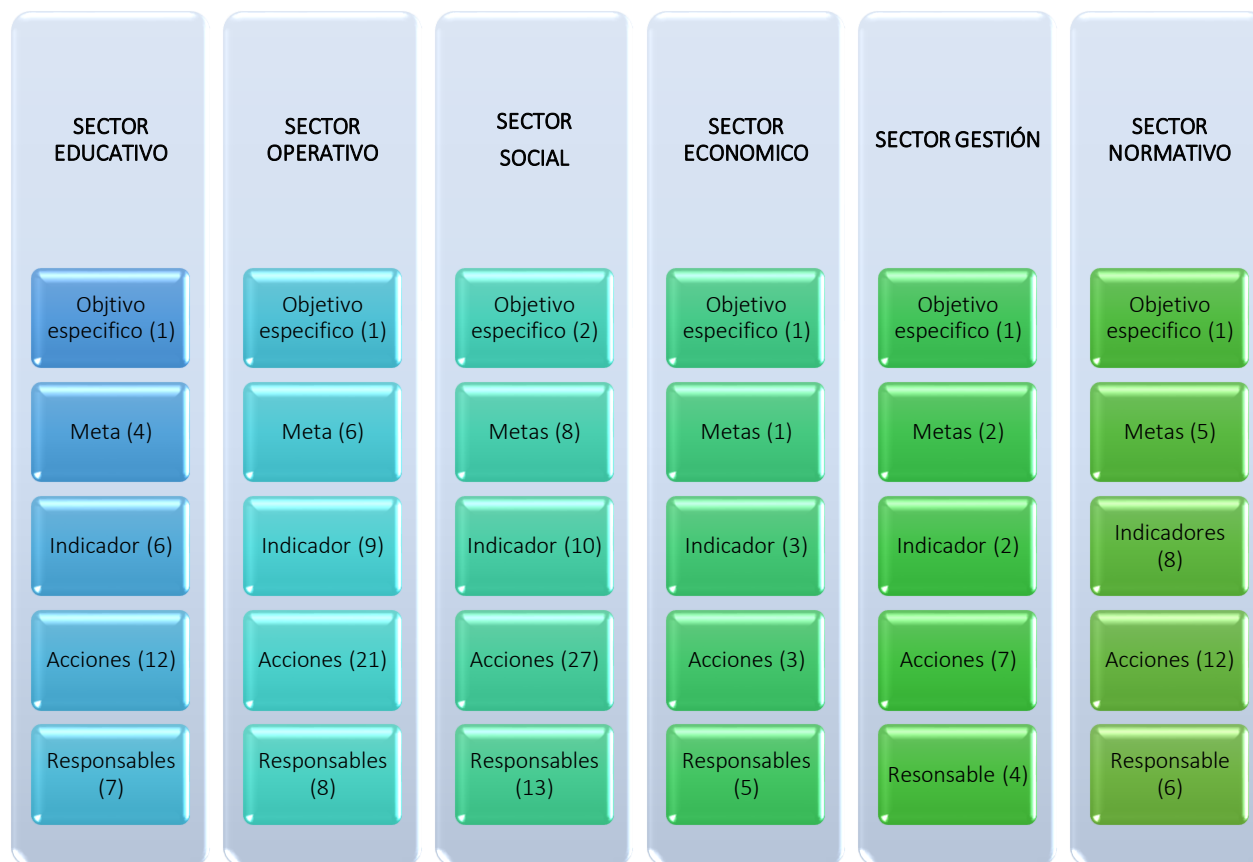 SECTOR
EDUCATIVO
Objtivo
especifico (1)
Meta (4)
Indicador (6)
Acciones (12)
Responsables
(7)
SECTOR
OPERATIVO
Objetivo
especifico (1)
Meta (6)
Indicador (9)
Acciones (21)
Responsables
(8)
SECTOR
SOCIAL
Objetivo
especifico (2)
Metas (8)
Indicador (10)
Acciones (27)
Responsables
(13)
SECTOR
ECONOMICO
Objetivo
especifico (1)
Metas (1)
Indicador (3)
Acciones (3)
Responsables
(5)
SECTOR GESTIÓN
Objetivo
especifico (1)
Metas (2)
Indicador (2)
Acciones (7)
Resonsable (4)
SECTOR
NORMATIVO
Objetivo
especifico (1)
Metas (5)
Indicadores
(8)
Acciones (12)
Responsable
(6)